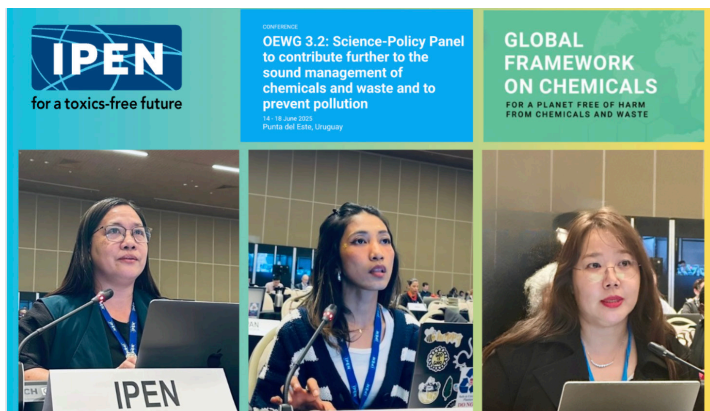 IPEN
for a toxics-free future
CONFERENCE
OEWG 3.2: Science-Policy Panel
to contribute further to the
sound management of
chemicals and waste and to
prevent pollution
14 - 18 June 2025
Punta del Este, Uruguay
GLOBAL
FRAMEWORK
ON CHEMICALS
FOR A PLANET FREE OF HARM
FROM CHEMICALS AND WASTE
IPEN